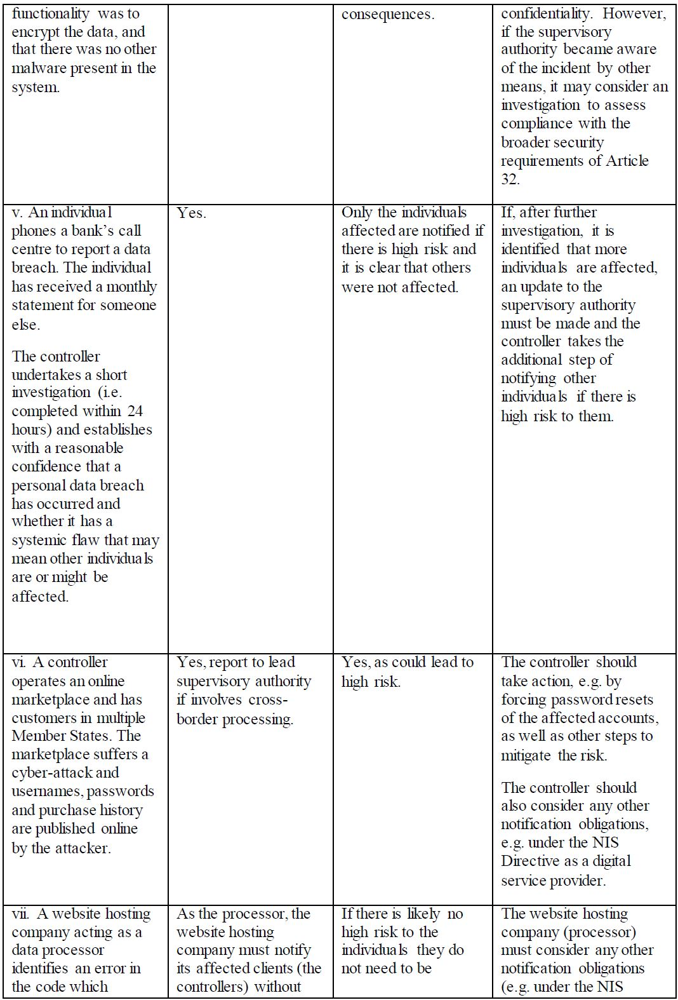 functionality was to
encrypt the data, and
that there was no other
malware present in the
system.
consequences.
confidentiality. However,
if the supervisory
authority became aware
of the incident by other
means, it may consider an
investigation to assess
compliance with the
broader security
requirements of Article
32.
v. An individual
phones a bank’s call
centre to report a data
breach. The individual
has received a monthly
statement for someone
else.
The controller
undertakes a short
investigation (i.e.
completed within 24
hours) and establishes
with a reasonable
confidence that a
personal data breach
has occurred and
whether it has a
systemic flaw that may
mean other individuals
are or might be
affected.
Yes.
Only the individuals
affected are notified if
there is high risk and
it is clear that others
were not affected.
If, after further
investigation, it is
identified that more
individuals are affected,
an update to the
supervisory authority
must be made and the
controller takes the
additional step of
notifying other
individuals if there is
high risk to them.
vi. A controller
operates an online
marketplace and has
customers in multiple
Member States. The
marketplace suffers a
cyber-attack and
usernames, passwords
and purchase history
are published online
by the attacker.
Yes, report to lead
supervisory authority
if involves cross-
border processing.
Yes, as could lead to
high risk.
The controller should
take action, e.g. by
forcing password resets
of the affected accounts,
as well as other steps to
mitigate the risk.
The controller should
also consider any other
notification obligations,
e.g. under the NIS
Directive as a digital
service provider.
vii. A website hosting
company acting as a
data processor
identifies an error in
the code which
As the processor, the
website hosting
company must notify
its affected clients (the
controllers) without
If there is likely no
high risk to the
individuals they do
not need to be
The website hosting
company (processor)
must consider any other
notification obligations
(e.g. under the NIS